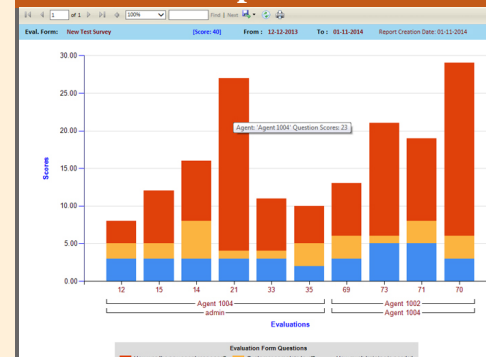 1 of 1 100% Find | Next
Eval. Form: New Test Survey (Score: 40) From : 12-12-2013 To : 01-11-2014 Report Creation Date: 01-11-2014
30.00
25.00
Agent: 'Agent 1004' Question Scores: 23
20.00
15.00
10.00
5.00
0.00
Scores
12 15 14 21 33 35 69 73 71 70
Agent 1004 Agent 1002
admin Agent 1004
Evaluations
Evaluation Form Questions